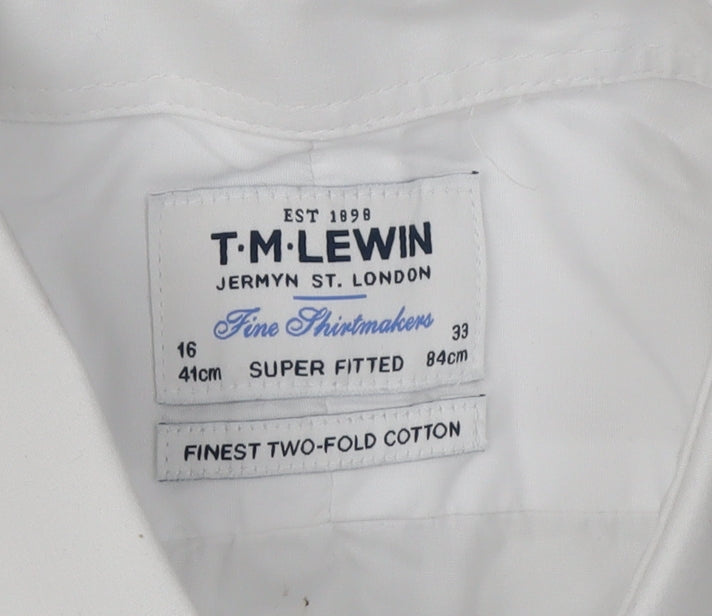 EST 1898
T·M·LEWIN
JERMYN ST. LONDON
Fine Shirtmakers
16 33
41cm SUPER FITTED 84cm
FINEST TWO-FOLD COTTON